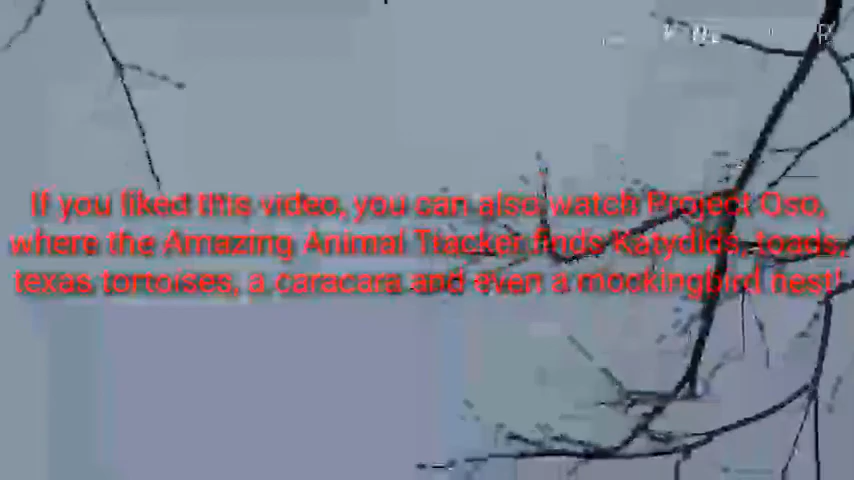 If you liked this video, you can also watch Project Oso,
where the Amazing Animal Tracker finds Katydids, toads,
texas tortoises, a caracara and even a mockingbird nest!